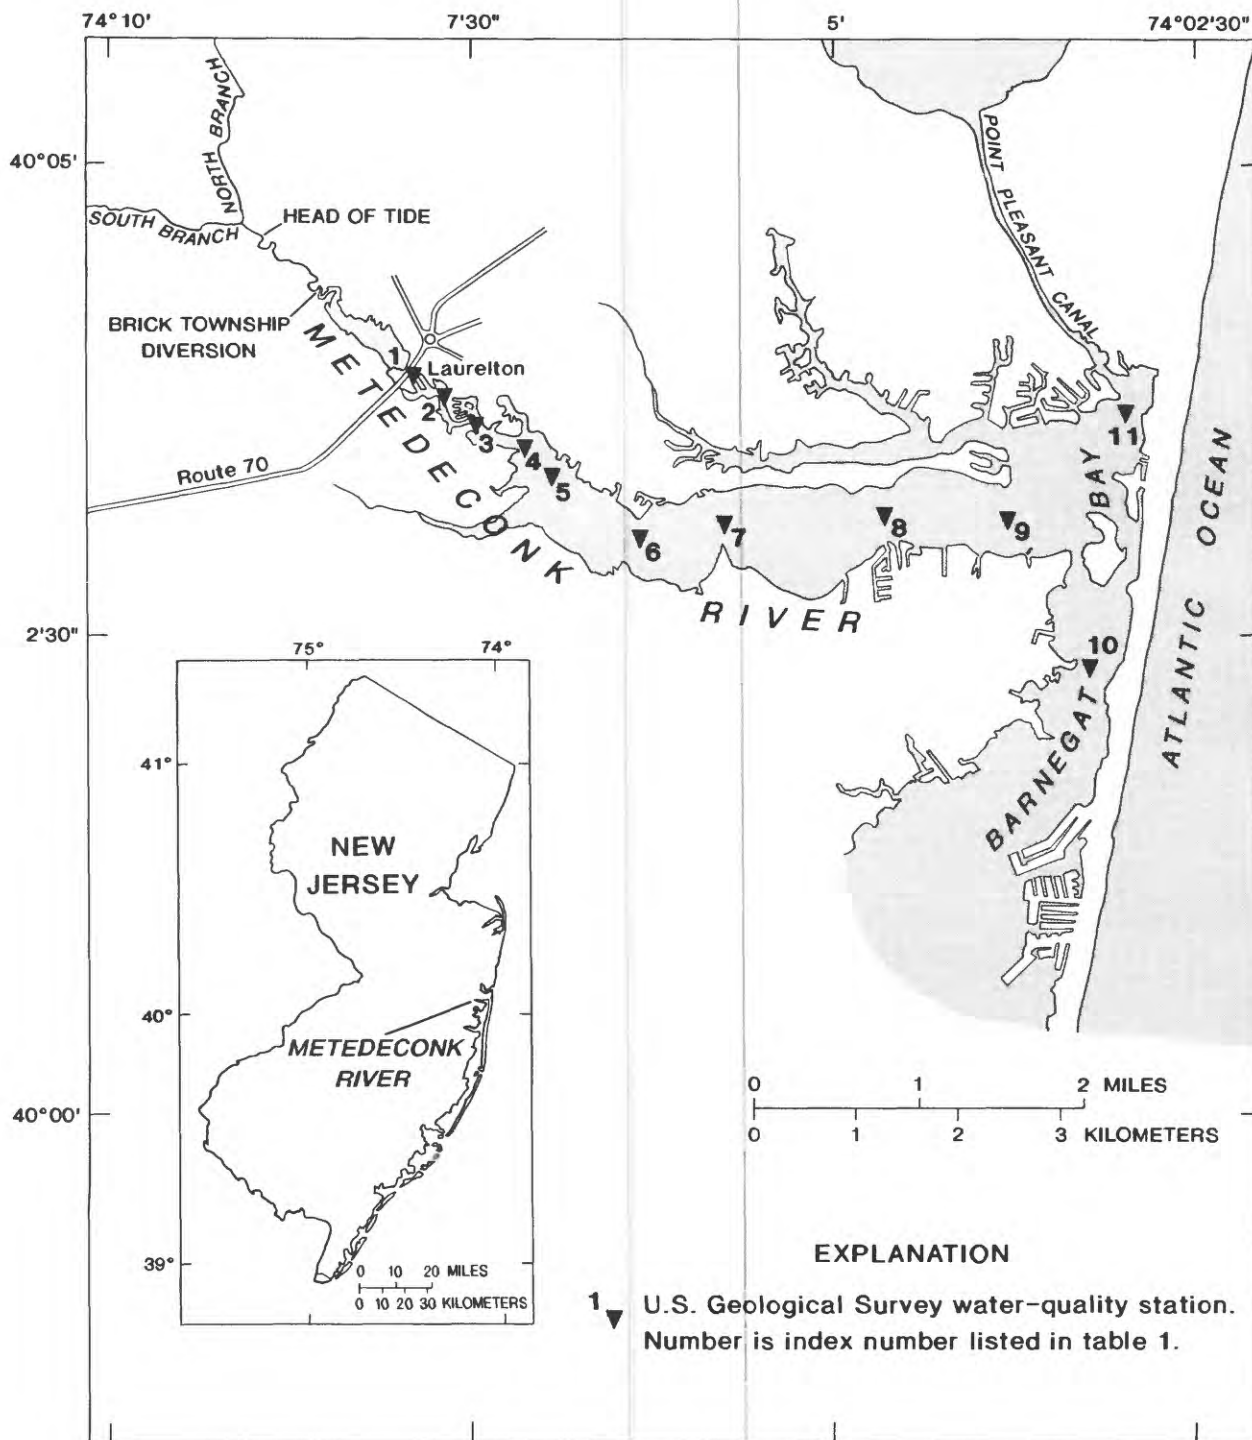 74°10' 7'30" 5' 74°02'30"
40°05'
NORTH BRANCH
SOUTH BRANCH
HEAD OF TIDE
POINT PLEASANT CANAL
BRICK TOWNSHIP
DIVERSION
1
Laurelton
2
3
4
5
6
7
8
9
11
10
Route 70
METEDECONK
RIVER
BARNEGAT BAY
ATLANTIC OCEAN
2'30"
75° 74°
41°
NEW
JERSEY
40°
METEDECONK
RIVER
39°
0 10 20 MILES
0 10 20 30 KILOMETERS
40°00'
0 1 2 MILES
0 1 2 3 KILOMETERS
EXPLANATION
1 U.S. Geological Survey water-quality station.
Number is index number listed in table 1.